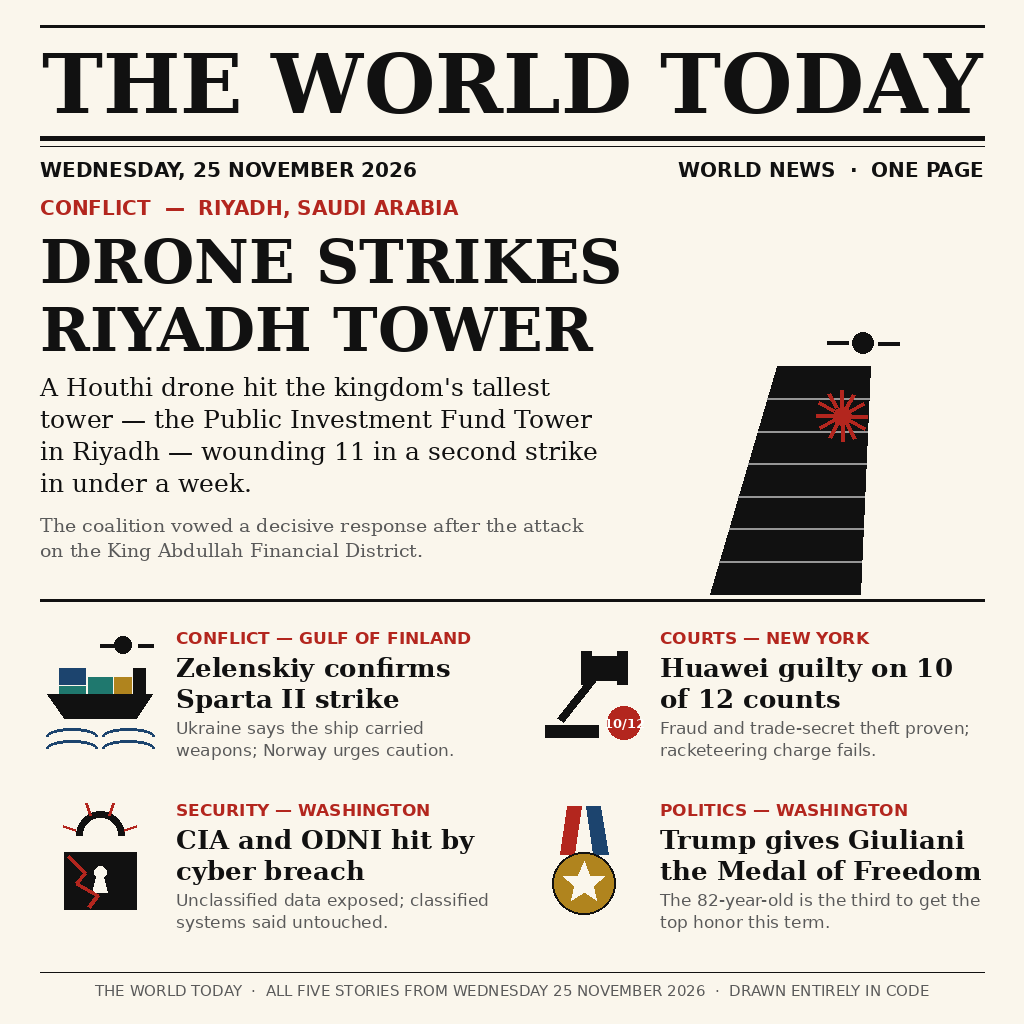 THE WORLD TODAY
WEDNESDAY, 25 NOVEMBER 2026
WORLD NEWS · ONE PAGE
CONFLICT — RIYADH, SAUDI ARABIA
DRONE STRIKES
RIYADH TOWER
A Houthi drone hit the kingdom's tallest
tower — the Public Investment Fund Tower
in Riyadh — wounding 11 in a second strike
in under a week.
The coalition vowed a decisive response after the attack
on the King Abdullah Financial District.
CONFLICT — GULF OF FINLAND
Zelenskiy confirms
Sparta II strike
Ukraine says the ship carried
weapons; Norway urges caution.
COURTS — NEW YORK
Huawei guilty on 10
of 12 counts
Fraud and trade-secret theft proven;
racketeering charge fails.
10/12
SECURITY — WASHINGTON
CIA and ODNI hit by
cyber breach
Unclassified data exposed; classified
systems said untouched.
POLITICS — WASHINGTON
Trump gives Giuliani
the Medal of Freedom
The 82-year-old is the third to get the
top honor this term.
THE WORLD TODAY · ALL FIVE STORIES FROM WEDNESDAY 25 NOVEMBER 2026 · DRAWN ENTIRELY IN CODE